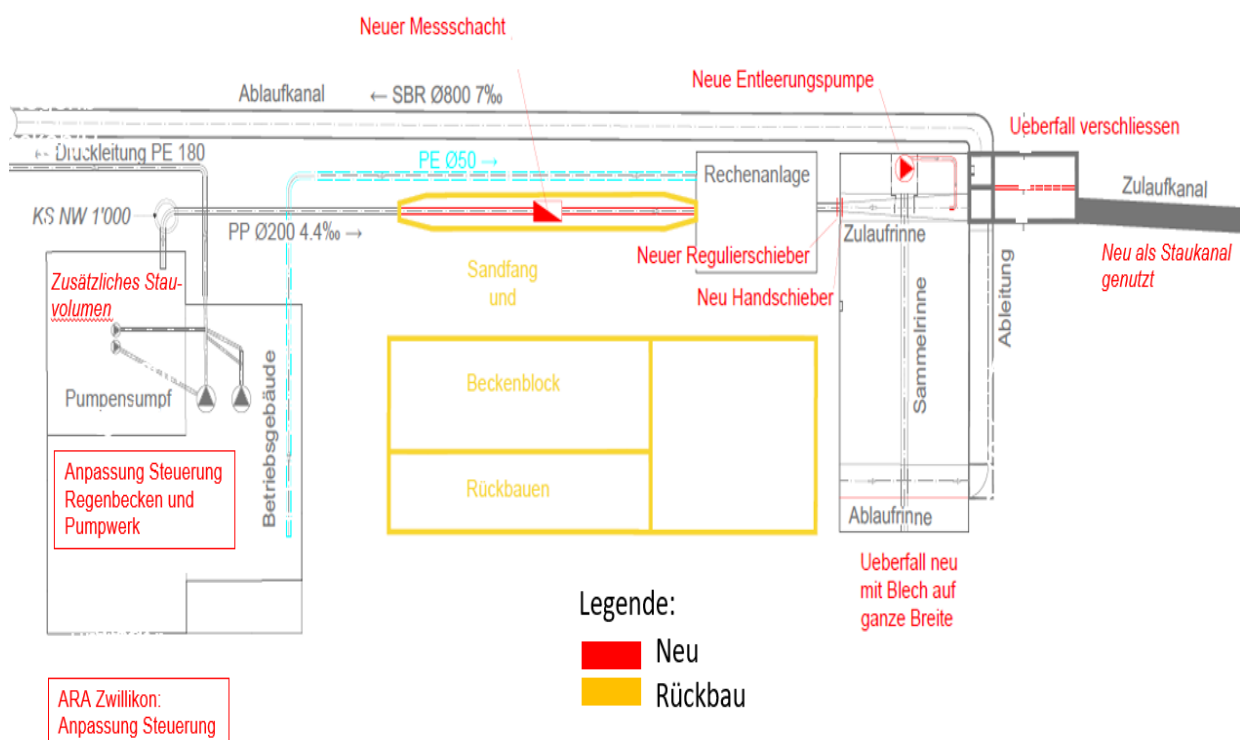 Neuer Messschacht
Neue Entleerungspumpe
Ablaufkanal
← SBR Ø800 7‰
Ueberfall verschliessen
← Druckleitung PE 180
PE Ø50 →
Rechenanlage
Zulaufkanal
KS NW 1'000
PP Ø200 4.4‰ →
Zulaufrinne
Neuer Regulierschieber
Neu als Staukanal
genutzt
Zusätzliches Stau-
volumen
Sandfang
und
Neu Handschieber
Ableitung
Sammelrinne
Betriebsgebäude
Beckenblock
Pumpensumpf
Anpassung Steuerung
Regenbecken und
Pumpwerk
Rückbauen
Ablaufrinne
Ueberfall neu
mit Blech auf
ganze Breite
Legende:
Neu
Rückbau
ARA Zwillikon:
Anpassung Steuerung